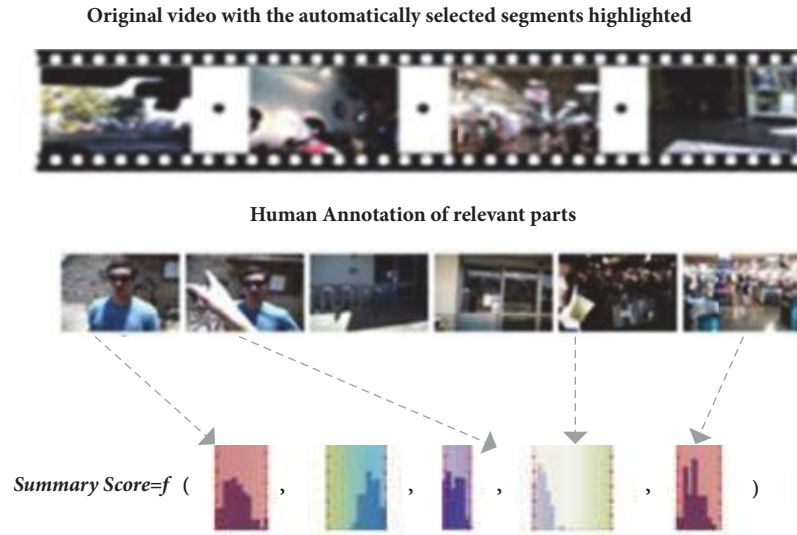 Original video with the automatically selected segments highlighted
Human Annotation of relevant parts
Summary Score=f ( , , , , )